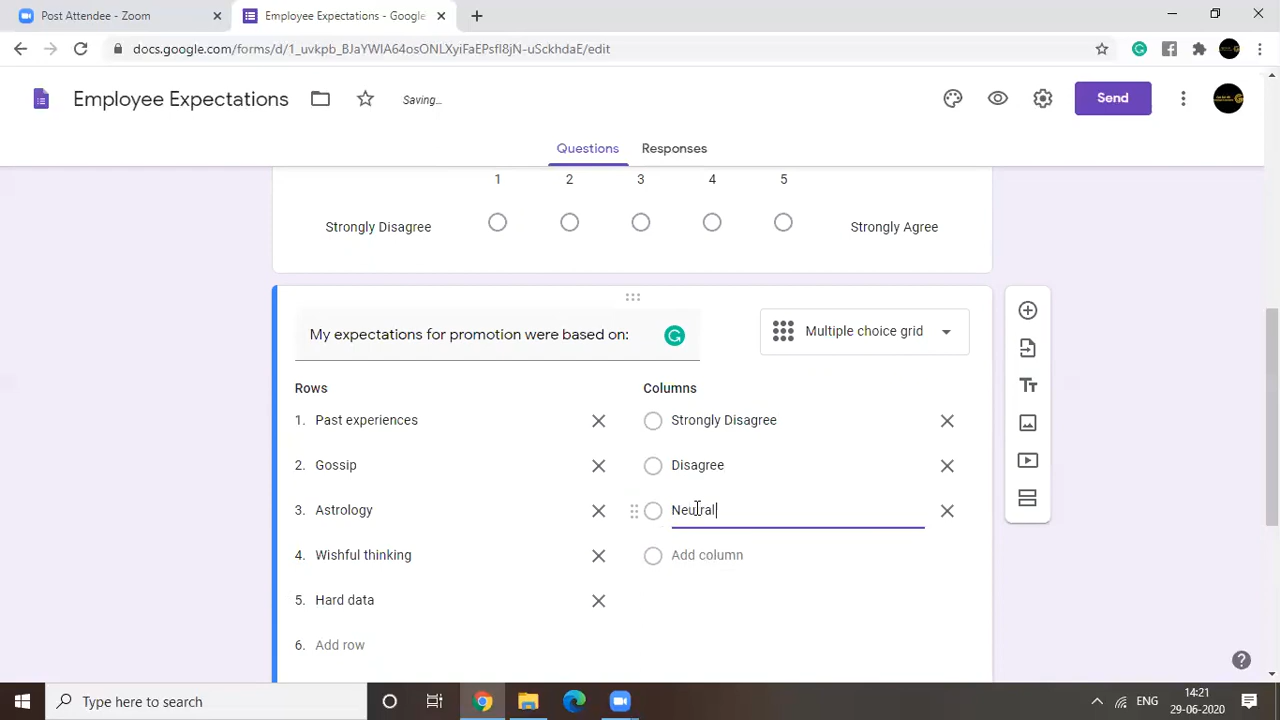 Post Attendee - Zoom
Employee Expectations - Google
docs.google.com/forms/d/1_uvkpb_BJaYWIA64osONLXyiFaEPsfI8jN-uSckhdaE/edit
Employee Expectations
Saving...
Send
Questions
Responses
1 2 3 4 5
Strongly Disagree
Strongly Agree
My expectations for promotion were based on:
Multiple choice grid
Rows
Columns
1. Past experiences
Strongly Disagree
2. Gossip
Disagree
3. Astrology
Neutral
4. Wishful thinking
Add column
5. Hard data
6. Add row
Type here to search
ENG
14:21
29-06-2020